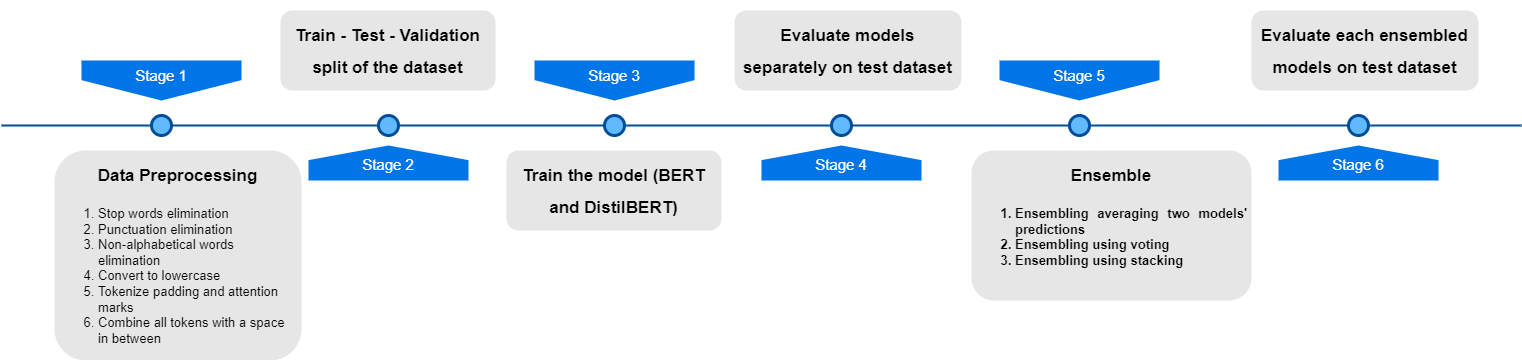 Stage 1
Data Preprocessing
1. Stop words elimination
2. Punctuation elimination
3. Non-alphabetical words
elimination
4. Convert to lowercase
5. Tokenize padding and attention
marks
6. Combine all tokens with a space
in between
Train - Test - Validation
split of the dataset
Stage 2
Stage 3
Train the model (BERT
and DistilBERT)
Evaluate models
separately on test dataset
Stage 4
Stage 5
Ensemble
1. Ensembling averaging two models'
predictions
2. Ensembling using voting
3. Ensembling using stacking
Evaluate each ensembled
models on test dataset
Stage 6